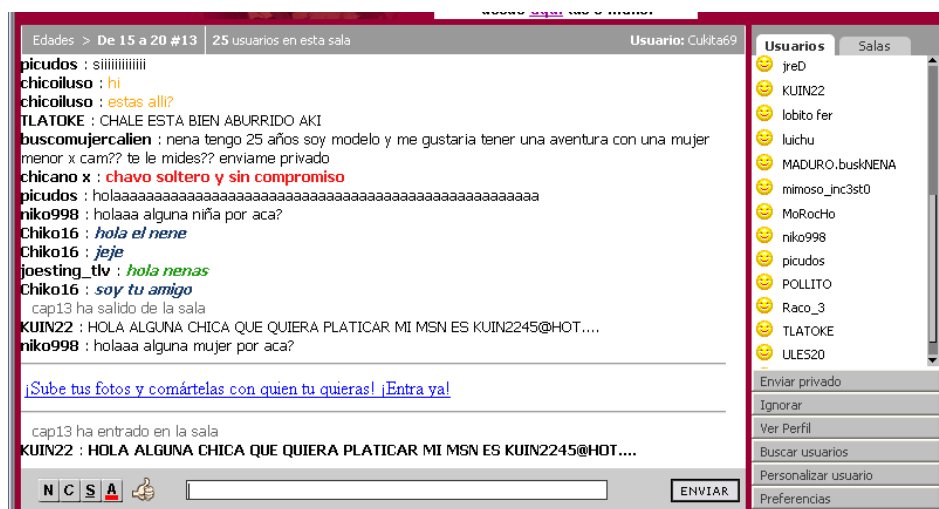 Edades > De 15 a 20 #13 25 usuarios en esta sala Usuario: Cukita69
picudos : siiiiiiiiiiiii
chicoiluso : hi
chicoiluso : estas alli?
TLATOKE : CHALE ESTA BIEN ABURRIDO AKI
buscomujercalien : nena tengo 25 años soy modelo y me gustaria tener una aventura con una mujer
menor x cam?? te le mides?? enviame privado
chicano x : chavo soltero y sin compromiso
picudos : holaaaaaaaaaaaaaaaaaaaaaaaaaaaaaaaaaaaaaaaaaaaaaaa
niko998 : holaaa alguna niña por aca?
Chiko16 : hola el nene
Chiko16 : jeje
joesting_tlv : hola nenas
Chiko16 : soy tu amigo
cap13 ha salido de la sala
KUIN22 : HOLA ALGUNA CHICA QUE QUIERA PLATICAR MI MSN ES KUIN2245@HOT....
niko998 : holaaa alguna mujer por aca?
¡Sube tus fotos y comártelas con quien tu quieras! ¡Entra ya!
cap13 ha entrado en la sala
KUIN22 : HOLA ALGUNA CHICA QUE QUIERA PLATICAR MI MSN ES KUIN2245@HOT....
N C S A ENVIAR
Usuarios Salas
jreD
KUIN22
lobito fer
luichu
MADURO.buskNENA
mimoso_inc3st0
MoRocHo
niko998
picudos
POLLITO
Raco_3
TLATOKE
ULES20
Enviar privado
Ignorar
Ver Perfil
Buscar usuarios
Personalizar usuario
Preferencias